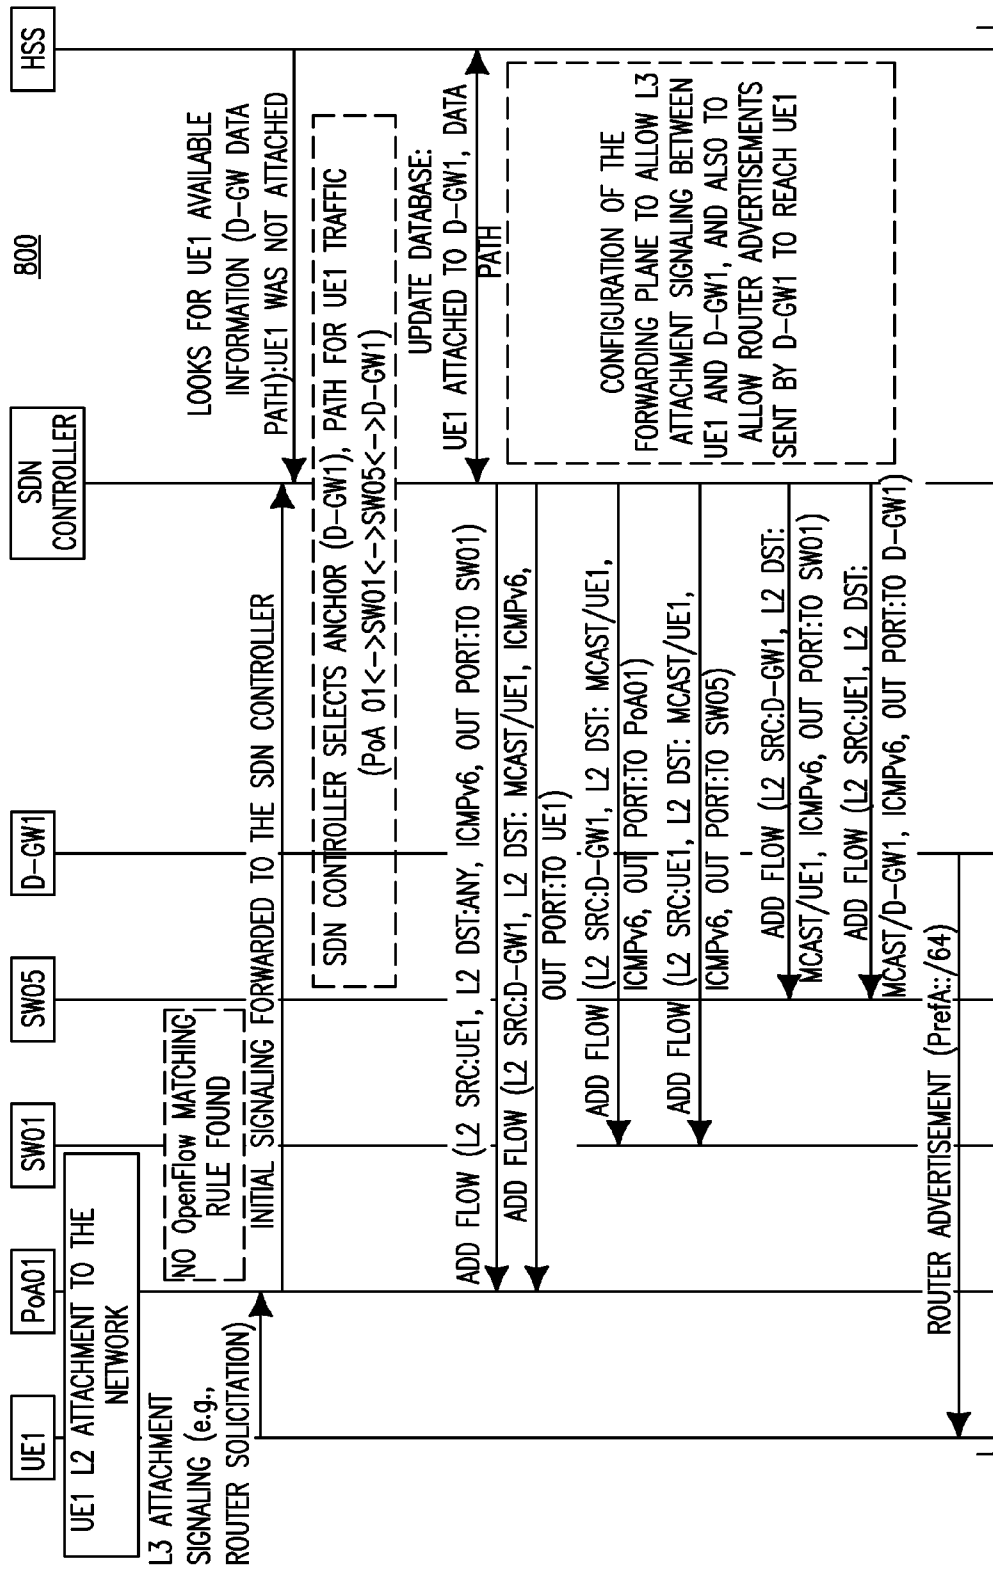 800
UE1
PoA01
SW01
SW05
D-GW1
SDN
CONTROLLER
HSS
UE1 L2 ATTACHMENT TO THE
NETWORK
L3 ATTACHMENT
SIGNALING (e.g.,
ROUTER SOLICITATION)
NO OpenFlow MATCHING
RULE FOUND
INITIAL SIGNALING FORWARDED TO THE SDN CONTROLLER
LOOKS FOR UE1 AVAILABLE
INFORMATION (D-GW DATA
PATH):UE1 WAS NOT ATTACHED
SDN CONTROLLER SELECTS ANCHOR (D-GW1), PATH FOR UE1 TRAFFIC
(PoA 01<->SW01<->SW05<->D-GW1)
UPDATE DATABASE:
UE1 ATTACHED TO D-GW1, DATA
PATH
ADD FLOW (L2 SRC:UE1, L2 DST:ANY, ICMPv6, OUT PORT:TO SW01)
ADD FLOW (L2 SRC:D-GW1, L2 DST: MCAST/UE1, ICMPv6,
OUT PORT:TO UE1)
CONFIGURATION OF THE
FORWARDING PLANE TO ALLOW L3
ATTACHMENT SIGNALING BETWEEN
UE1 AND D-GW1, AND ALSO TO
ALLOW ROUTER ADVERTISEMENTS
SENT BY D-GW1 TO REACH UE1
ADD FLOW (L2 SRC:D-GW1, L2 DST: MCAST/UE1,
ICMPv6, OUT PORT:TO PoA01)
ADD FLOW (L2 SRC:UE1, L2 DST: MCAST/UE1,
ICMPv6, OUT PORT:TO SW05)
ADD FLOW (L2 SRC:D-GW1, L2 DST:
MCAST/UE1, ICMPv6, OUT PORT:TO SW01)
ADD FLOW (L2 SRC:UE1, L2 DST:
MCAST/D-GW1, ICMPv6, OUT PORT:TO D-GW1)
ROUTER ADVERTISEMENT (PrefA::/64)